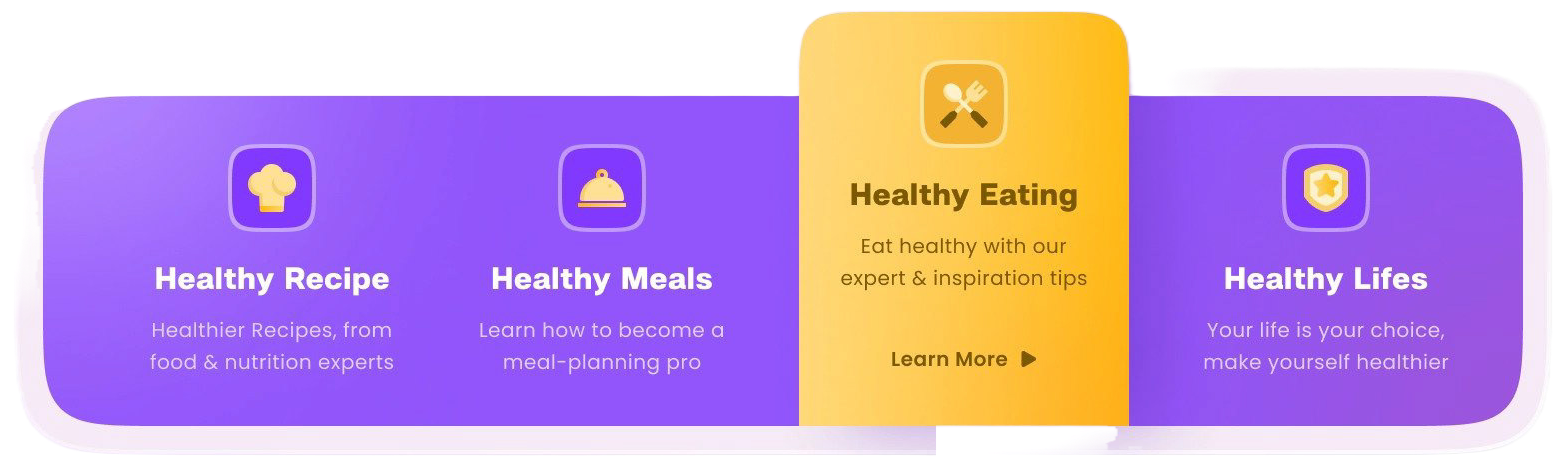 Healthy Recipe
Healthier Recipes, from
food & nutrition experts
Healthy Meals
Learn how to become a
meal-planning pro
Healthy Eating
Eat healthy with our
expert & inspiration tips
Learn More
Healthy Lifes
Your life is your choice,
make yourself healthier